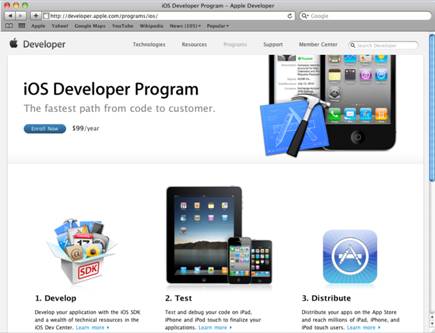 iOS Developer Program – Apple Developer
http://developer.apple.com/programs/ios/
Google
Apple Yahoo! Google Maps YouTube Wikipedia News (505) Popular
Developer Technologies Resources Programs Support Member Center Search Developer
iOS Developer Program
The fastest path from code to customer.
Enroll Now $99/year
SDK
1. Develop
Develop your application with the iOS SDK
and a wealth of technical resources in the
iOS Dev Center. Learn more
2. Test
Test and debug your code on iPad,
iPhone and iPod touch to finalize your
applications. Learn more
3. Distribute
Distribute your apps on the App Store
and reach millions of iPad, iPhone, and
iPod touch users. Learn more